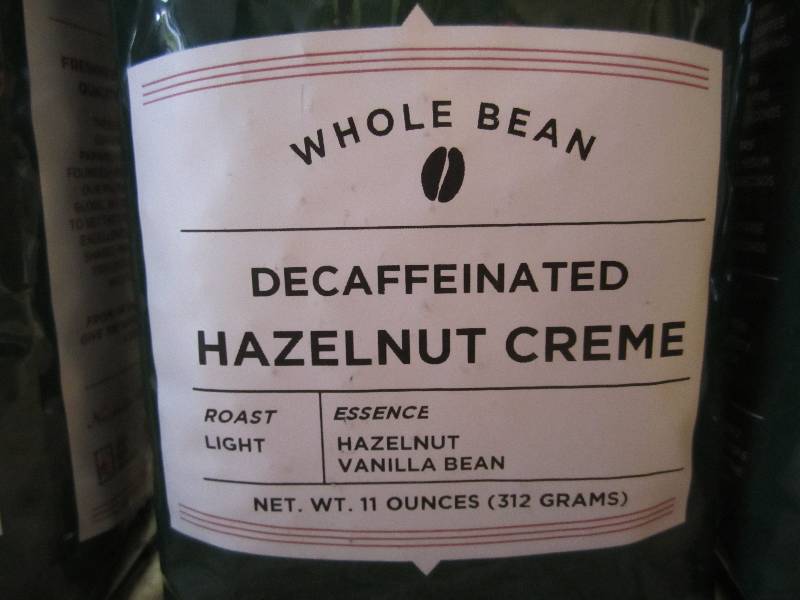 WHOLE BEAN
DECAFFEINATED
HAZELNUT CREME
ROAST
LIGHT
ESSENCE
HAZELNUT
VANILLA BEAN
NET. WT. 11 OUNCES (312 GRAMS)